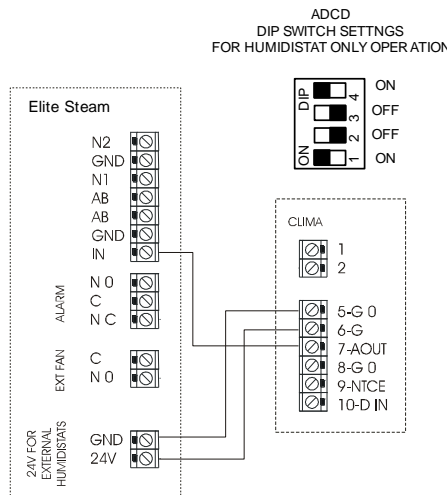 ADCD
DIP SWITCH SETTNGS
FOR HUMIDISTAT ONLY OPERATION
DIP
ON
4
3
2
1
ON
OFF
OFF
ON
Elite Steam
N2
GND
N1
AB
AB
GND
IN
ALARM
N 0
C
N C
EXT FAN
C
N 0
24V FOR
EXTERNAL
HUMIDISTATS
GND
24V
CLIMA
1
2
5-G 0
6-G
7-AOUT
8-G 0
9-NTCE
10-D IN